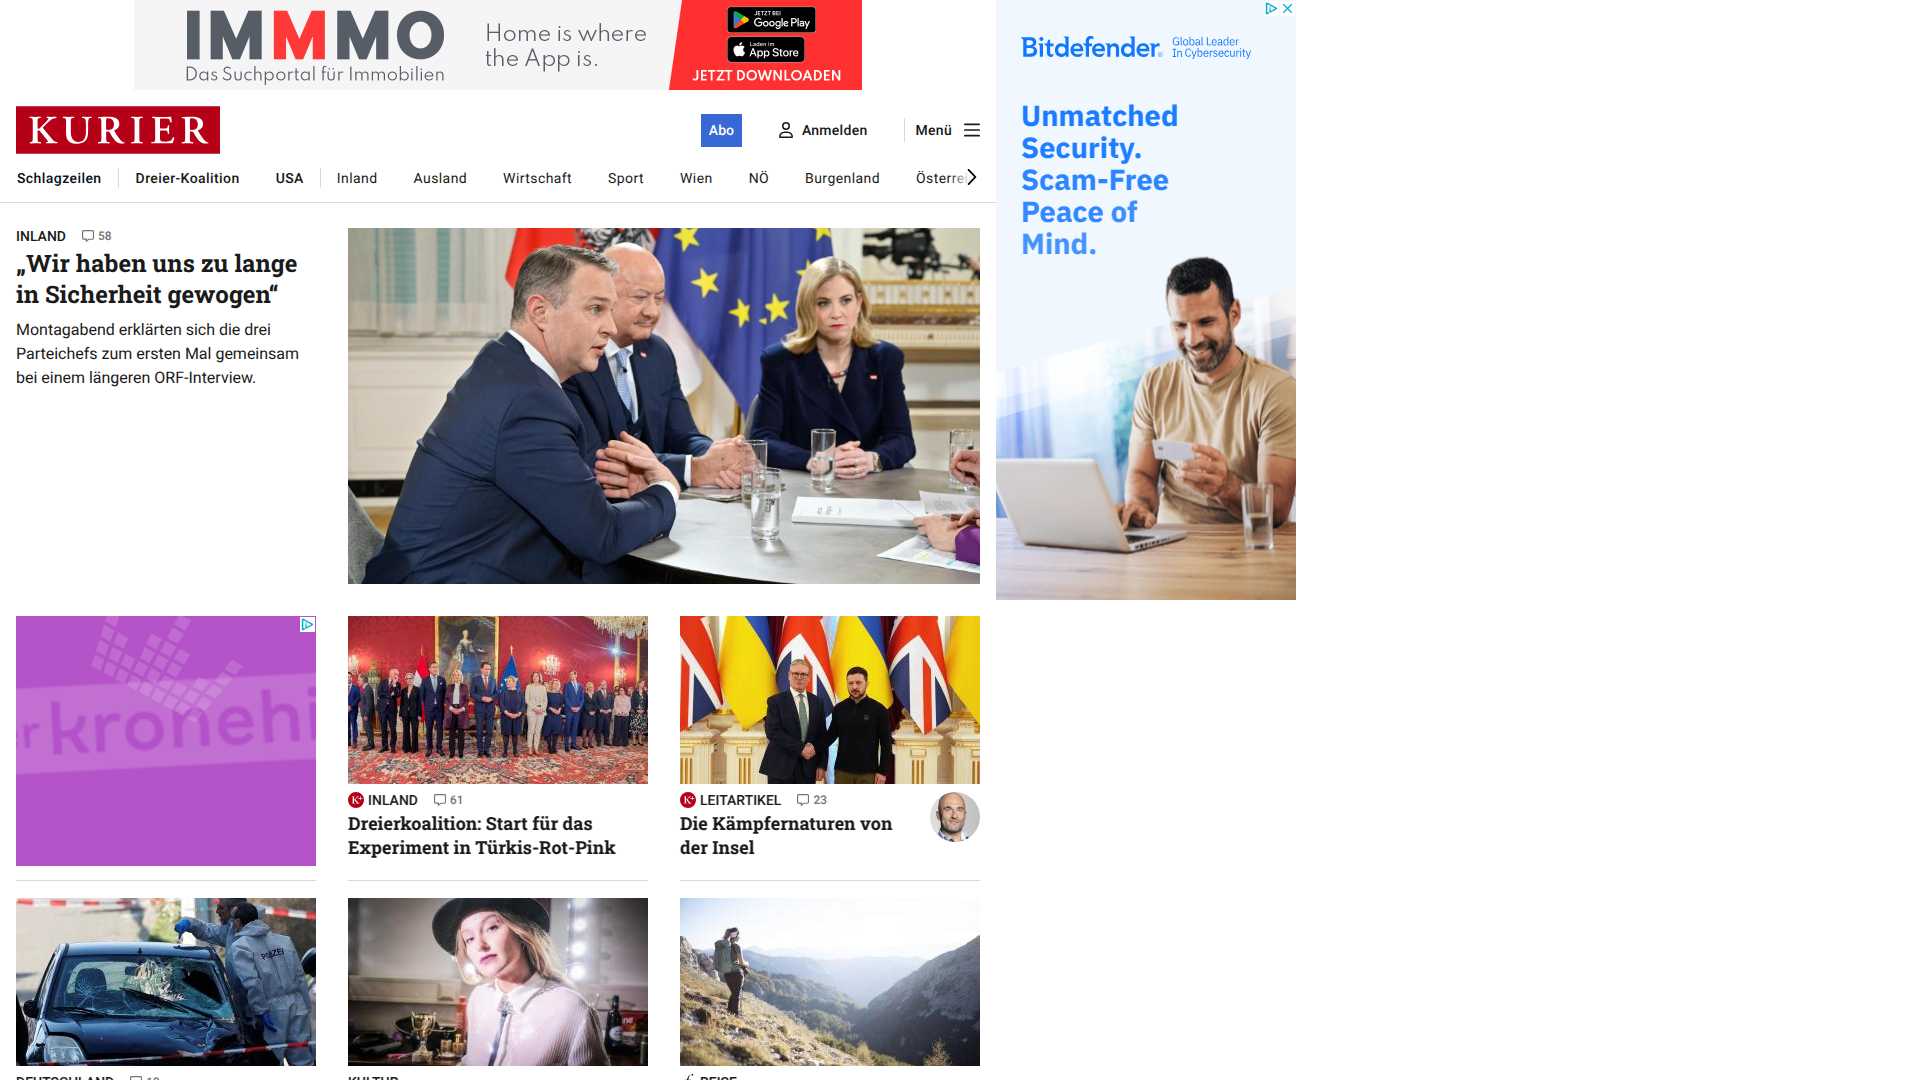 IMMMO
Das Suchportal für Immobilien
Home is where
the App is.
JETZT BEI
Google Play
Laden im
App Store
JETZT DOWNLOADEN
Bitdefender
Global Leader
In Cybersecurity
Unmatched
Security.
Scam-Free
Peace of
Mind.
KURIER
Abo
Anmelden
Menü
Schlagzeilen
Dreier-Koalition
USA
Inland
Ausland
Wirtschaft
Sport
Wien
NÖ
Burgenland
Österre
INLAND 58
„Wir haben uns zu lange
in Sicherheit gewogen“
Montagabend erklärten sich die drei
Parteichefs zum ersten Mal gemeinsam
bei einem längeren ORF-Interview.
r kronehi
K+ INLAND 61
Dreierkoalition: Start für das
Experiment in Türkis-Rot-Pink
K+ LEITARTIKEL 23
Die Kämpfernaturen von
der Insel
POLIZEI
DEUTSCHLAND
KULTUR
REISE